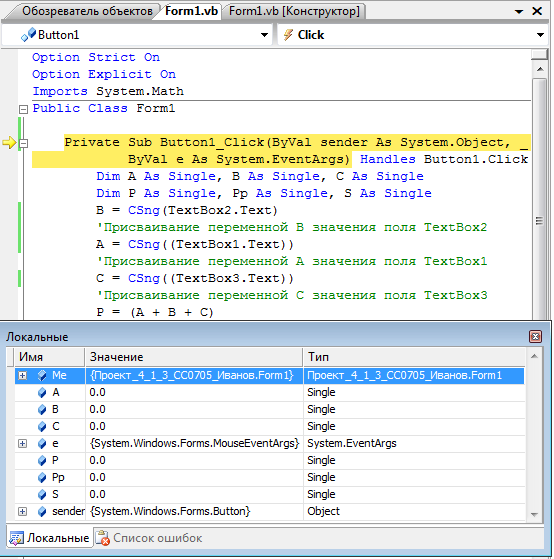 Обозреватель объектов Form1.vb Form1.vb [Конструктор]
Button1 Click
Option Strict On
Option Explicit On
Imports System.Math
Public Class Form1
Private Sub Button1_Click(ByVal sender As System.Object, _
ByVal e As System.EventArgs) Handles Button1.Click
Dim A As Single, B As Single, C As Single
Dim P As Single, Pp As Single, S As Single
B = CSng(TextBox2.Text)
'Присваивание переменной B значения поля TextBox2
A = CSng((TextBox1.Text))
'Присваивание переменной A значения поля TextBox1
C = CSng((TextBox3.Text))
'Присваивание переменной C значения поля TextBox3
P = (A + B + C)
Локальные
Имя Значение Тип
Me {Проект_4_1_3_СС0705_Иванов.Form1} Проект_4_1_3_СС0705_Иванов.Form1
A 0.0 Single
B 0.0 Single
C 0.0 Single
e {System.Windows.Forms.MouseEventArgs} System.EventArgs
P 0.0 Single
Pp 0.0 Single
S 0.0 Single
sender {System.Windows.Forms.Button} Object
Локальные Список ошибок